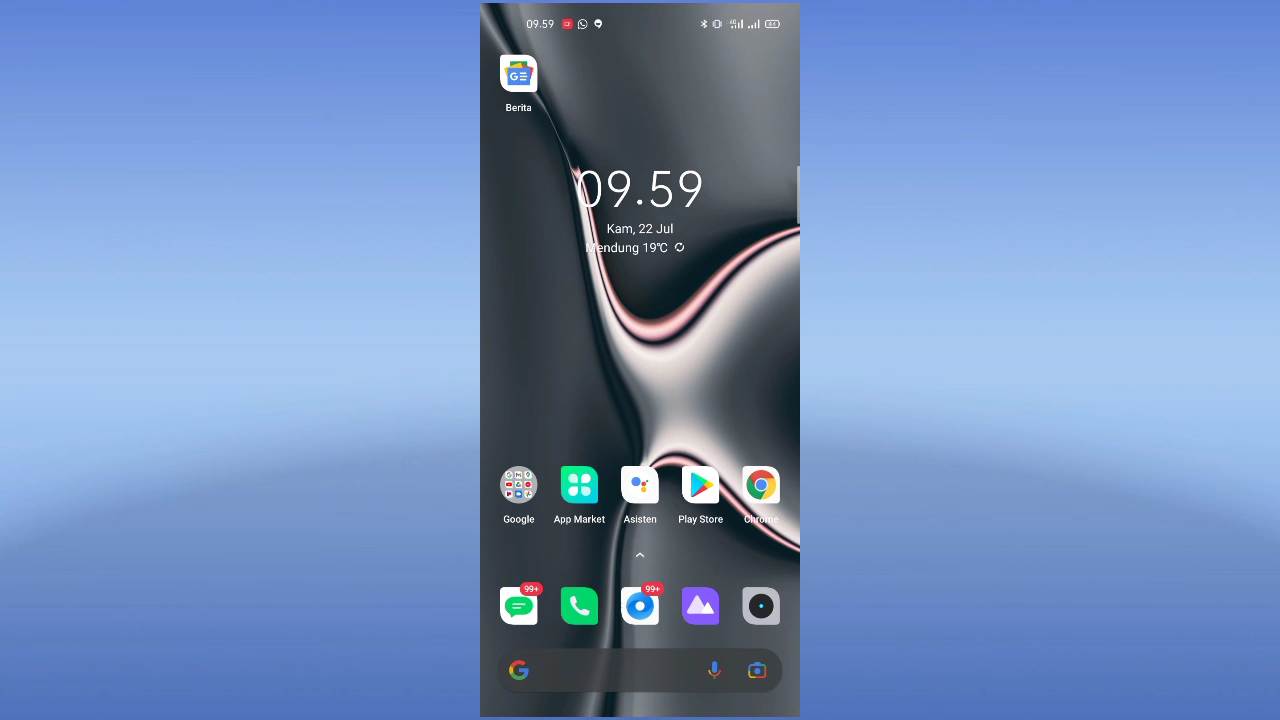 09.59
Berita
09.59
Kam, 22 Jul
Mendung 19℃
Google
App Market
Asisten
Play Store
Chrome
99+
99+